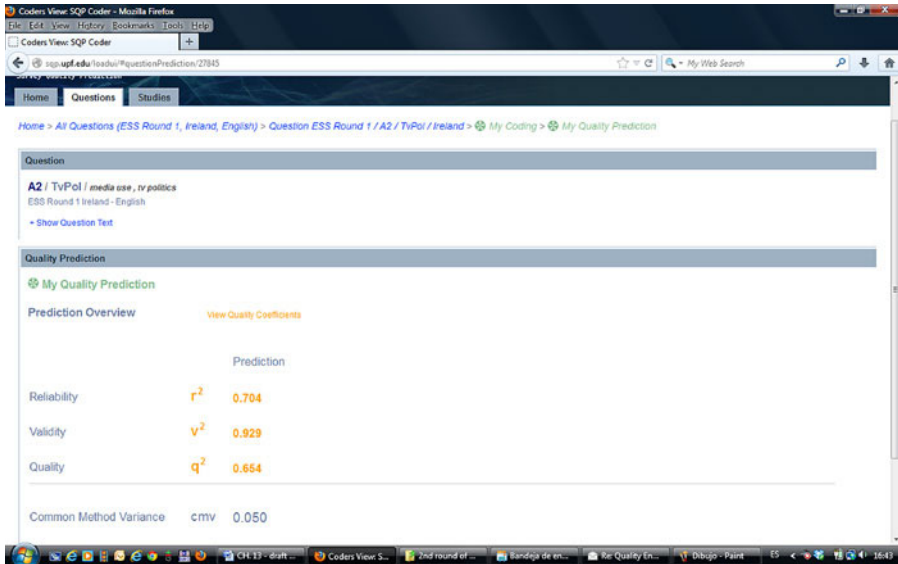 Coders View: SQP Coder - Mozilla Firefox
File Edit View History Bookmarks Tools Help
Coders View: SQP Coder +
sqp.upf.edu/loadui/#questionPrediction/27845 My Web Search
Survey Quality Prediction
Home Questions Studies
Home > All Questions (ESS Round 1, Ireland, English) > Question ESS Round 1 / A2 / TvPol / Ireland > My Coding > My Quality Prediction
Question
A2 / TvPol / media use , tv politics
ESS Round 1 Ireland - English
+ Show Question Text
Quality Prediction
My Quality Prediction
Prediction Overview View Quality Coefficients
Prediction
Reliability r² 0.704
Validity v² 0.929
Quality q² 0.654
Common Method Variance cmv 0.050
CH. 13 - draft ... Coders View: S... 2nd round of ... Bandeja de en... Re: Quality En... Dibujo - Paint ES 16:43